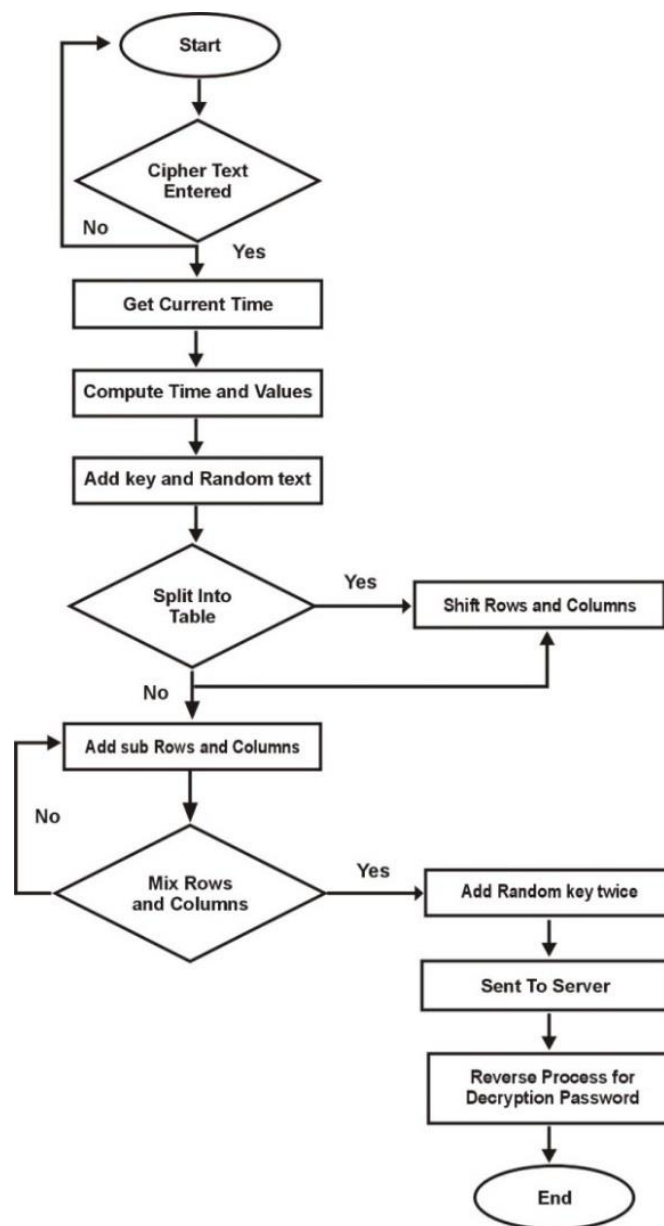 Start
Cipher Text
Entered
No
Yes
Get Current Time
Compute Time and Values
Add key and Random text
Split Into
Table
Yes
Shift Rows and Columns
No
Add sub Rows and Columns
No
Mix Rows
and Columns
Yes
Add Random key twice
Sent To Server
Reverse Process for
Decryption Password
End